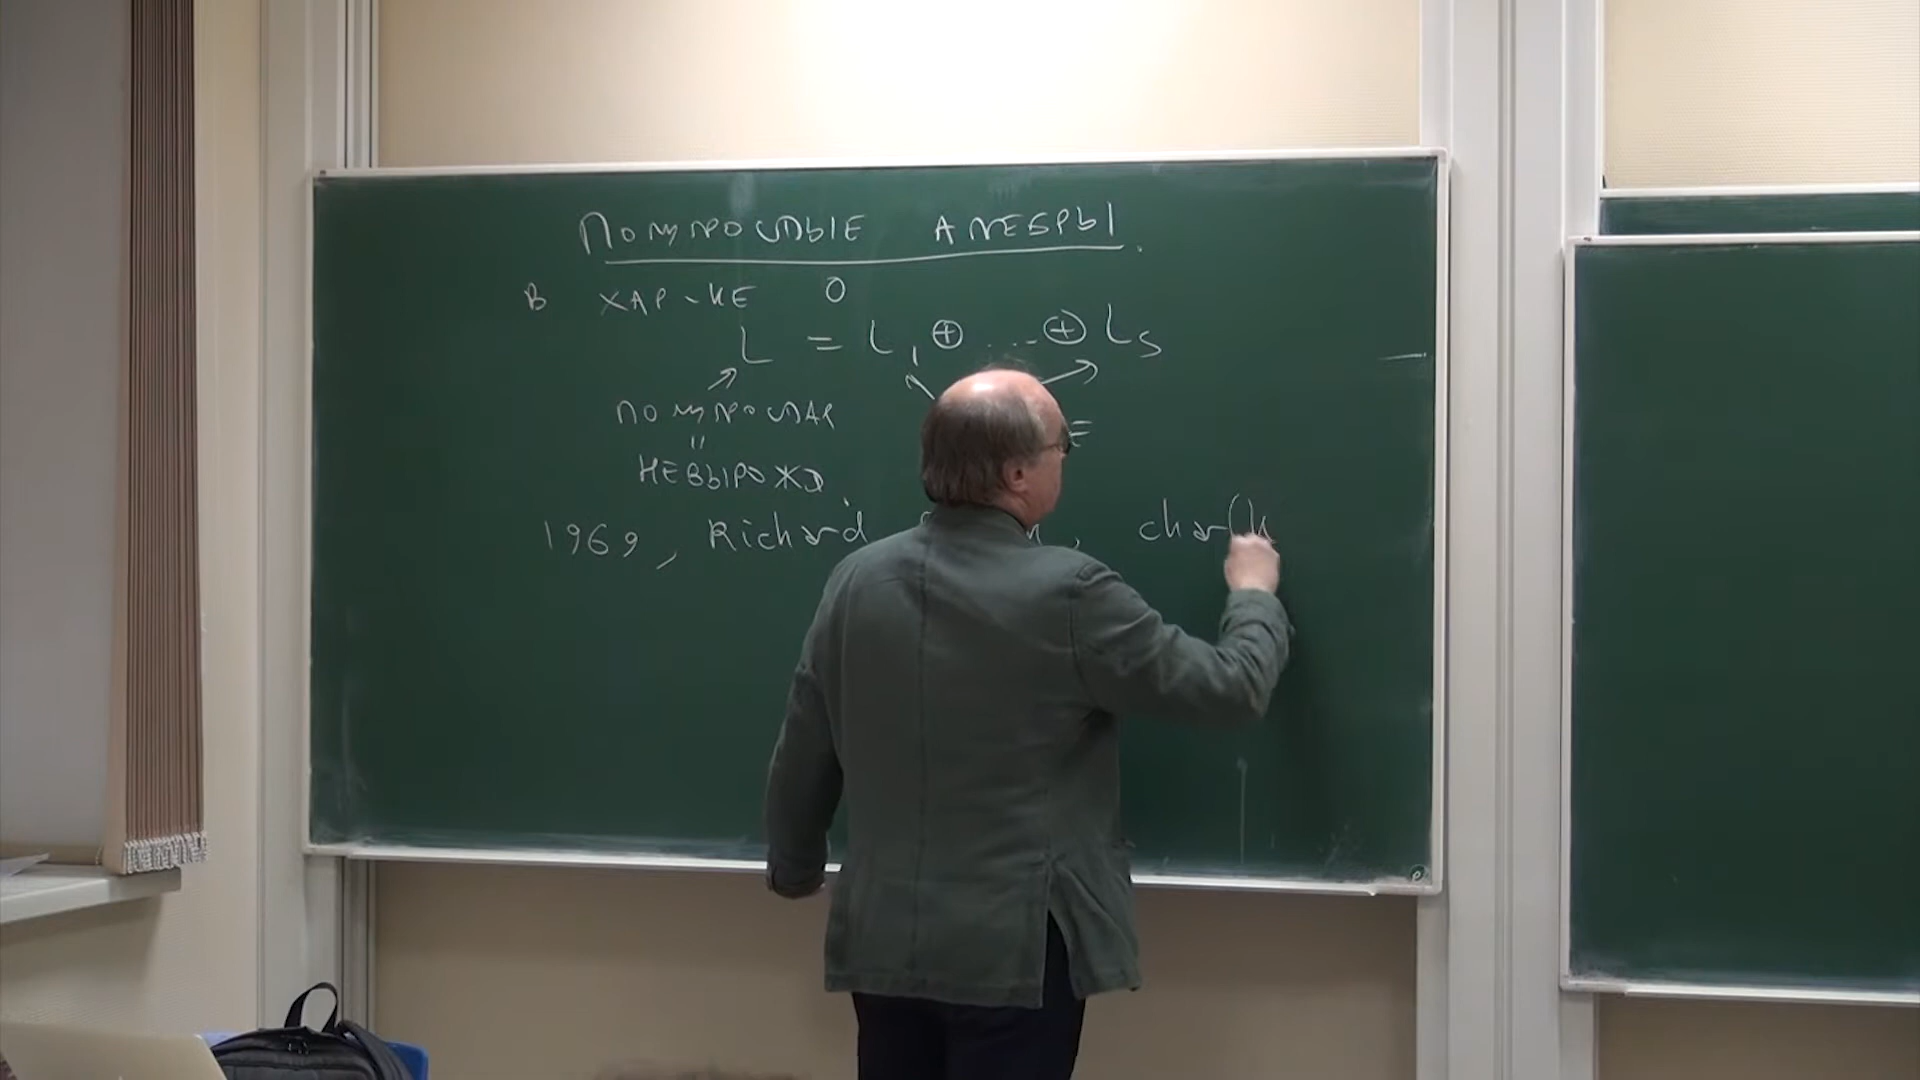 ПОЛУПРОСТЫЕ АЛГЕБРЫ.
В ХАР-КЕ 0
L = L₁ ⊕ ... ⊕ Lₛ
ПОЛУПРОСТАЯ
"
НЕВЫРОЖД.
1969, Richard , char(k